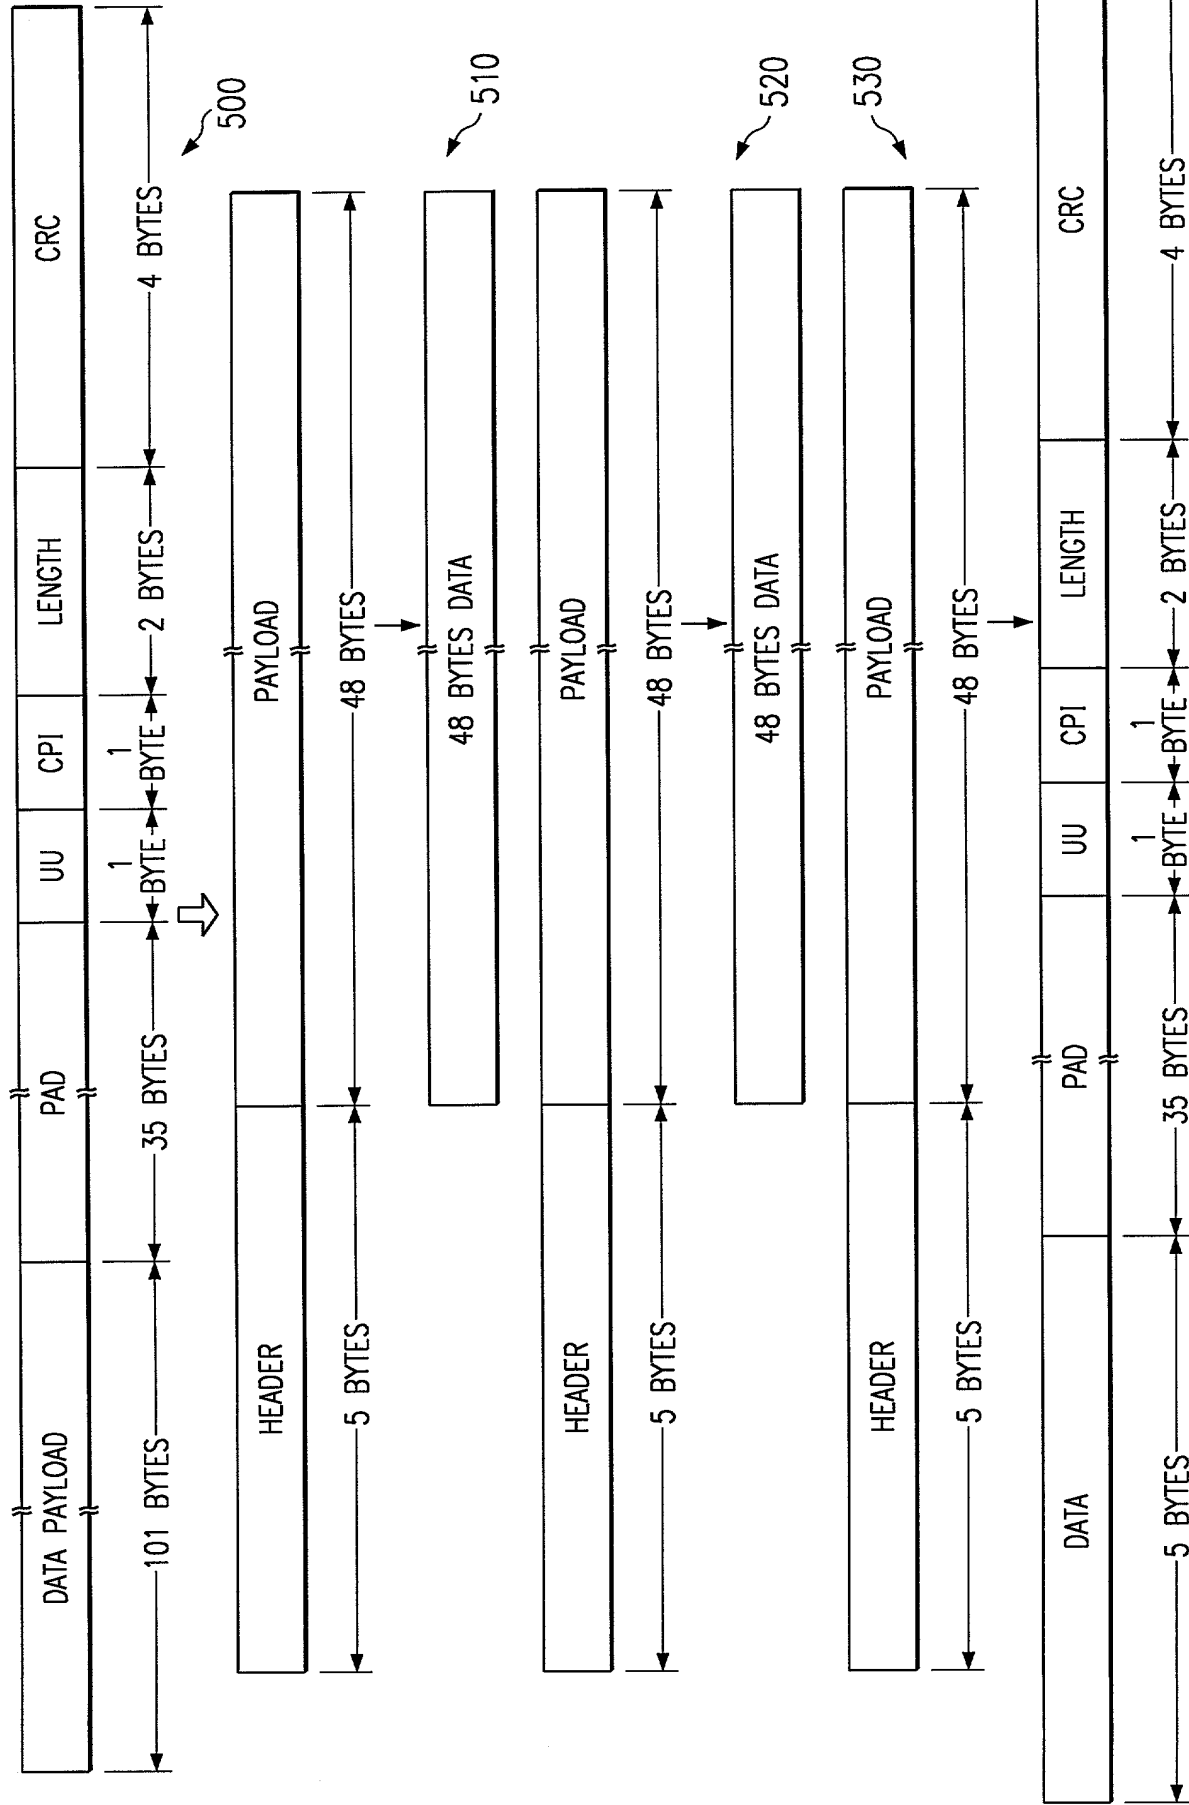 DATA PAYLOAD PAD UU CPI LENGTH CRC
101 BYTES 35 BYTES 1 BYTE 1 BYTE 2 BYTES 4 BYTES
500
HEADER PAYLOAD
5 BYTES 48 BYTES
510
48 BYTES DATA
HEADER PAYLOAD
5 BYTES 48 BYTES
520
48 BYTES DATA
530
HEADER PAYLOAD
5 BYTES 48 BYTES
DATA PAD UU CPI LENGTH CRC
5 BYTES 35 BYTES 1 BYTE 1 BYTE 2 BYTES 4 BYTES